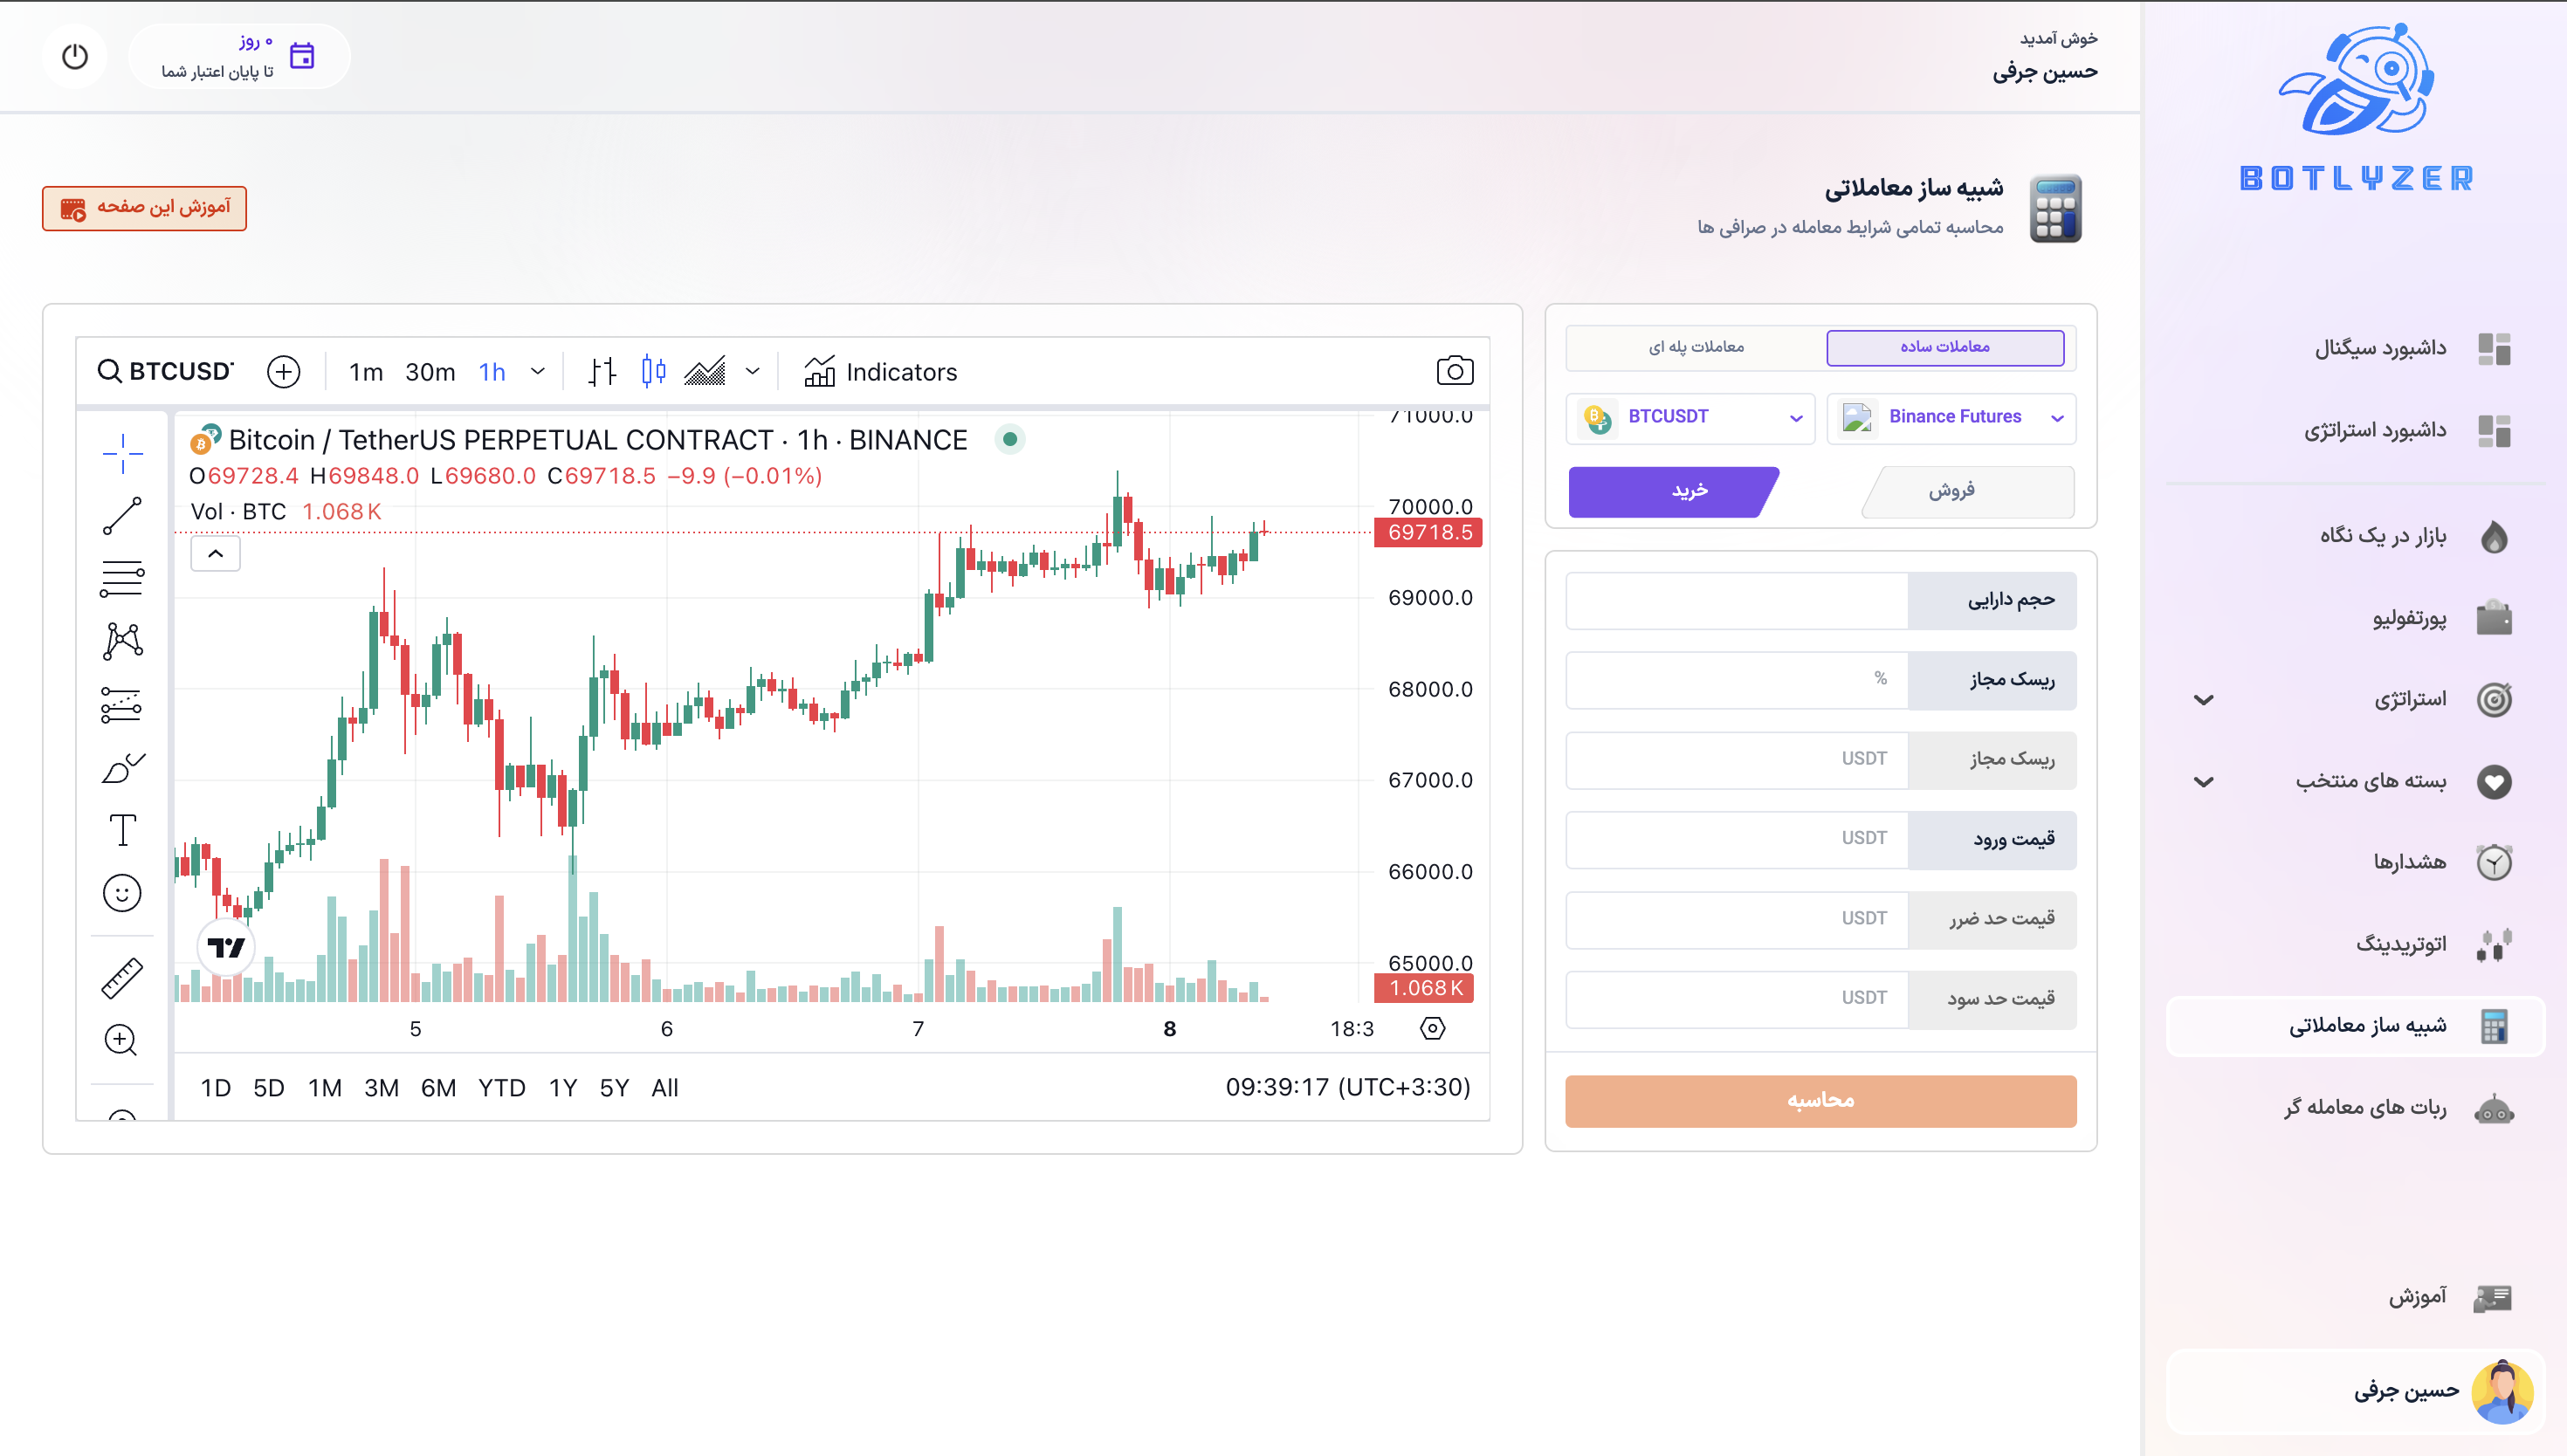 خوش آمدید
حسین جرفی
۰ روز
تا پایان اعتبار شما
BOTLYZER
داشبورد سیگنال
داشبورد استراتژی
بازار در یک نگاه
پورتفولیو
استراتژی
بسته های منتخب
هشدارها
اتوتریدینگ
شبیه ساز معاملاتی
ربات های معامله گر
آموزش
حسین جرفی
شبیه ساز معاملاتی
محاسبه تمامی شرایط معامله در صرافی ها
آموزش این صفحه
معاملات ساده
معاملات پله ای
Binance Futures
BTCUSDT
فروش
خرید
حجم دارایی
ریسک مجاز %
ریسک مجاز USDT
قیمت ورود USDT
قیمت حد ضرر USDT
قیمت حد سود USDT
محاسبه
BTCUSDT 1m 30m 1h Indicators
Bitcoin / TetherUS PERPETUAL CONTRACT · 1h · BINANCE
O69728.4 H69848.0 L69680.0 C69718.5 −9.9 (−0.01%)
Vol · BTC 1.068K
71000.0
70000.0
69718.5
69000.0
68000.0
67000.0
66000.0
65000.0
1.068K
5 6 7 8 18:3
1D 5D 1M 3M 6M YTD 1Y 5Y All
09:39:17 (UTC+3:30)